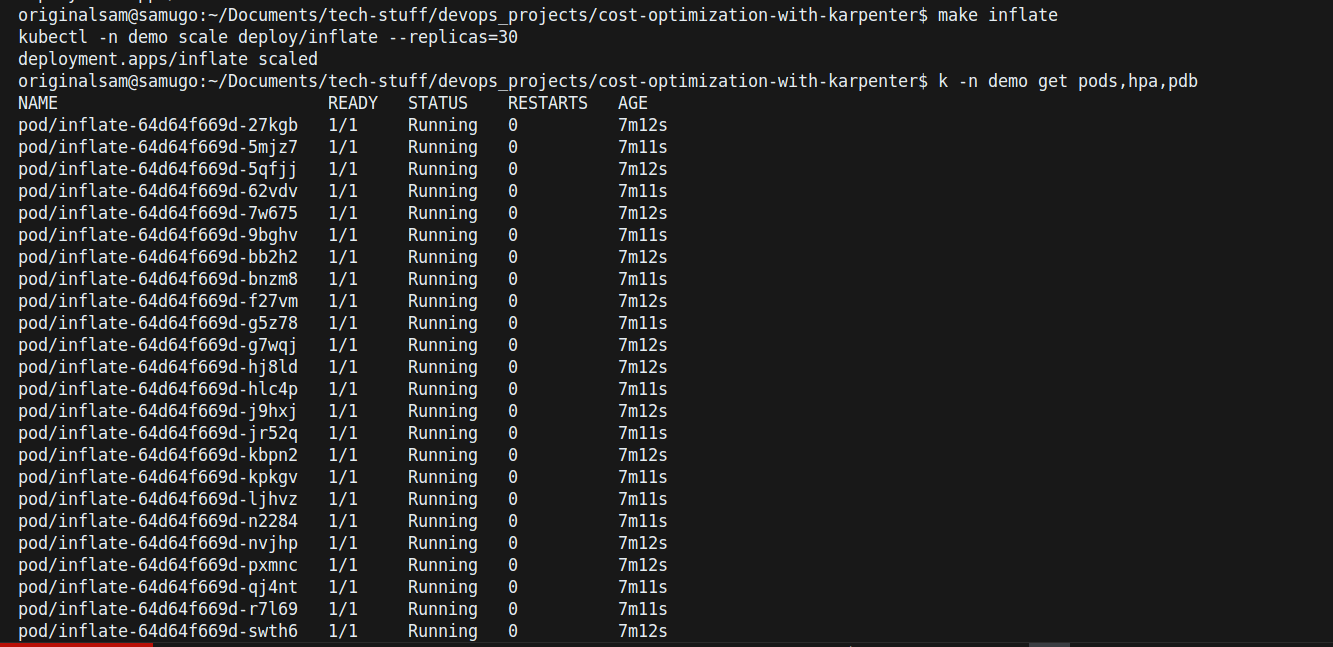 originalsam@samugo:~/Documents/tech-stuff/devops_projects/cost-optimization-with-karpenter$ make inflate
kubectl -n demo scale deploy/inflate --replicas=30
deployment.apps/inflate scaled
originalsam@samugo:~/Documents/tech-stuff/devops_projects/cost-optimization-with-karpenter$ k -n demo get pods,hpa,pdb
NAME READY STATUS RESTARTS AGE
pod/inflate-64d64f669d-27kgb 1/1 Running 0 7m12s
pod/inflate-64d64f669d-5mjz7 1/1 Running 0 7m11s
pod/inflate-64d64f669d-5qfjj 1/1 Running 0 7m12s
pod/inflate-64d64f669d-62vdv 1/1 Running 0 7m11s
pod/inflate-64d64f669d-7w675 1/1 Running 0 7m12s
pod/inflate-64d64f669d-9bghv 1/1 Running 0 7m11s
pod/inflate-64d64f669d-bb2h2 1/1 Running 0 7m12s
pod/inflate-64d64f669d-bnzm8 1/1 Running 0 7m11s
pod/inflate-64d64f669d-f27vm 1/1 Running 0 7m12s
pod/inflate-64d64f669d-g5z78 1/1 Running 0 7m11s
pod/inflate-64d64f669d-g7wqj 1/1 Running 0 7m12s
pod/inflate-64d64f669d-hj8ld 1/1 Running 0 7m12s
pod/inflate-64d64f669d-hlc4p 1/1 Running 0 7m11s
pod/inflate-64d64f669d-j9hxj 1/1 Running 0 7m12s
pod/inflate-64d64f669d-jr52q 1/1 Running 0 7m11s
pod/inflate-64d64f669d-kbpn2 1/1 Running 0 7m12s
pod/inflate-64d64f669d-kpkgv 1/1 Running 0 7m11s
pod/inflate-64d64f669d-ljhvz 1/1 Running 0 7m11s
pod/inflate-64d64f669d-n2284 1/1 Running 0 7m11s
pod/inflate-64d64f669d-nvjhp 1/1 Running 0 7m12s
pod/inflate-64d64f669d-pxmnc 1/1 Running 0 7m12s
pod/inflate-64d64f669d-qj4nt 1/1 Running 0 7m11s
pod/inflate-64d64f669d-r7l69 1/1 Running 0 7m11s
pod/inflate-64d64f669d-swth6 1/1 Running 0 7m12s